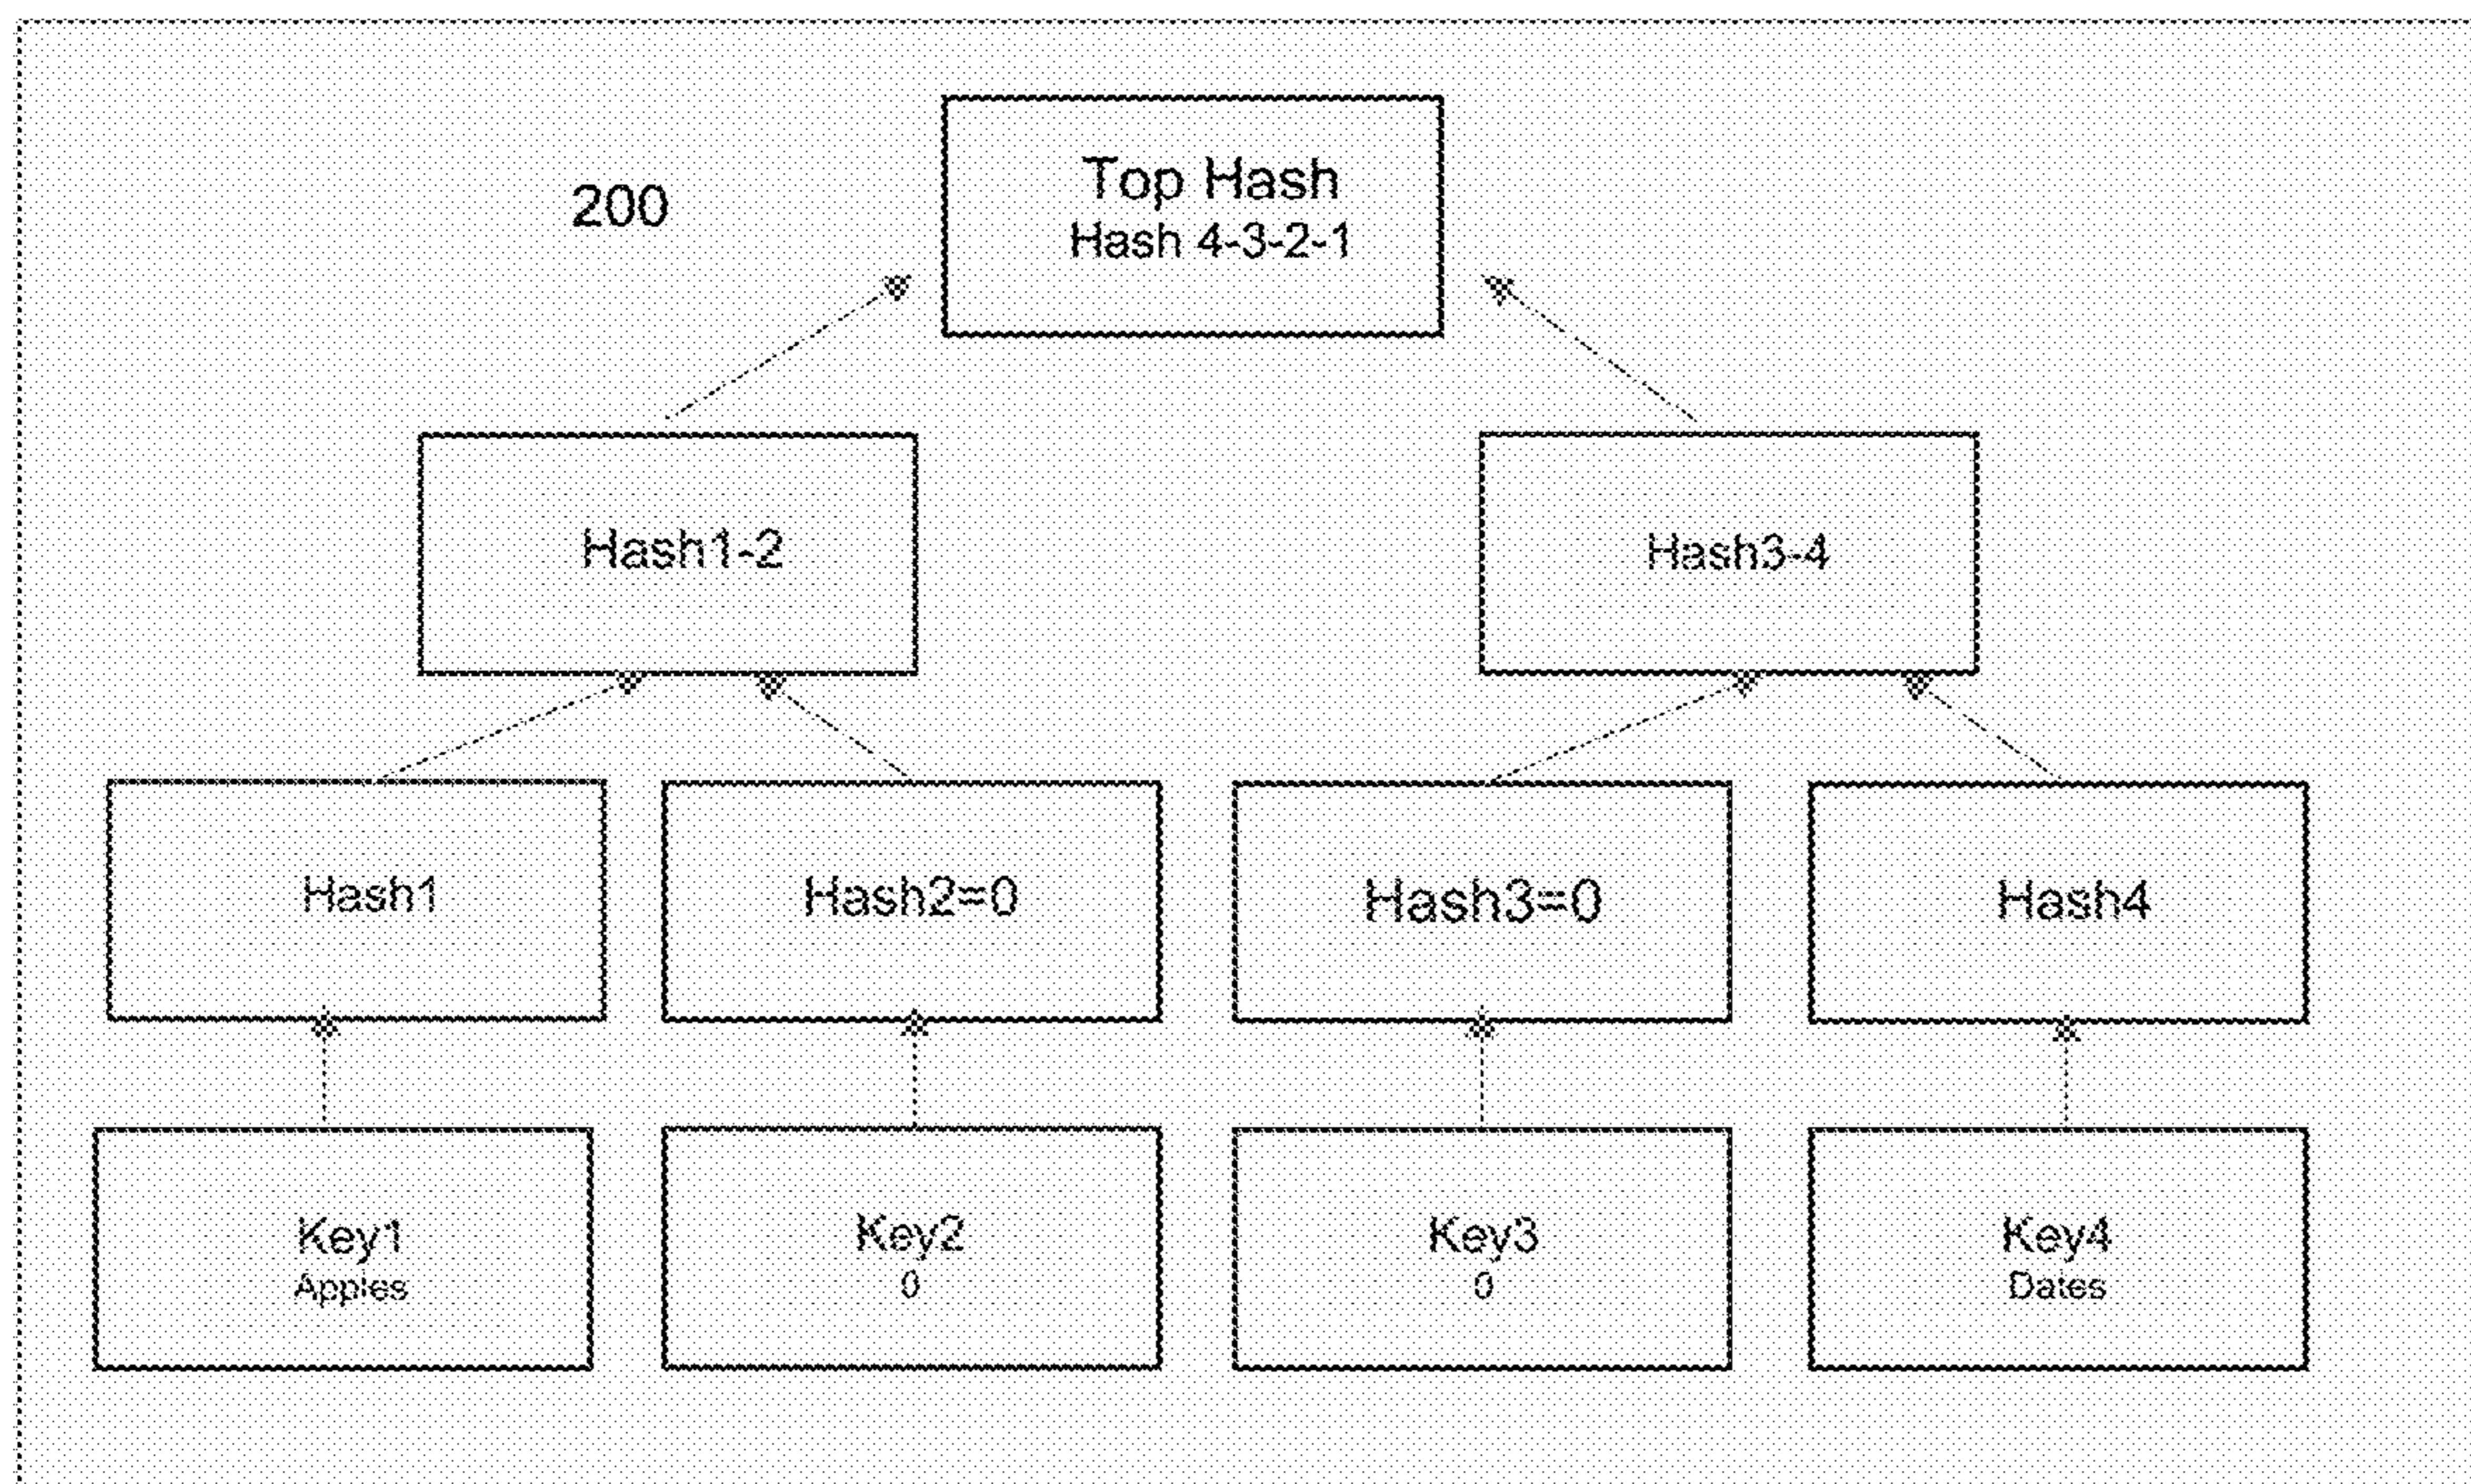 Top Hash
200
Hash 4-3-2-1
Hash1-2
Hash3-4
Hash1
Hash2=0
Hash3=0
Hash4
Key1
Apples
Key2
0
Key3
0
Key4
Dates